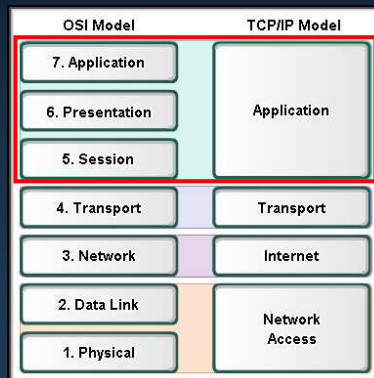 OSI Model
TCP/IP Model
7. Application
6. Presentation
Application
5. Session
4. Transport
Transport
3. Network
Internet
2. Data Link
Network
Access
1. Physical